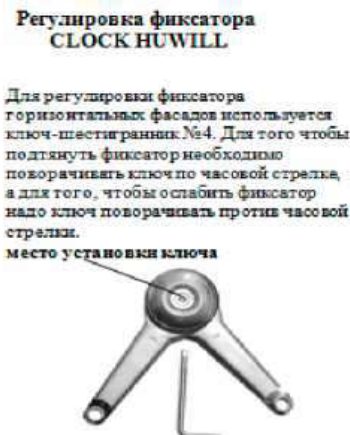 Регулировка фиксатора
CLOCK HUWILL
Для регулировки фиксатора
горизонтальных фасадов используется
ключ-шестигранник №4. Для того чтобы
подтянуть фиксатор необходимо
поворачивать ключ по часовой стрелке,
а для того, чтобы ослабить фиксатор
надо ключ поворачивать против часовой
стрелки.
место установки ключа